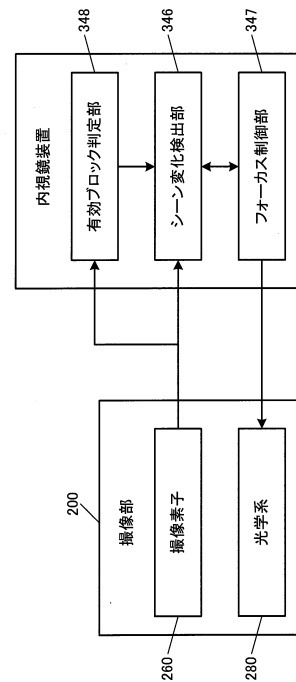 200
撮像部
撮像素子
260
光学系
280
内視鏡装置
有効ブロック判定部
348
シーン変化検出部
346
フォーカス制御部
347